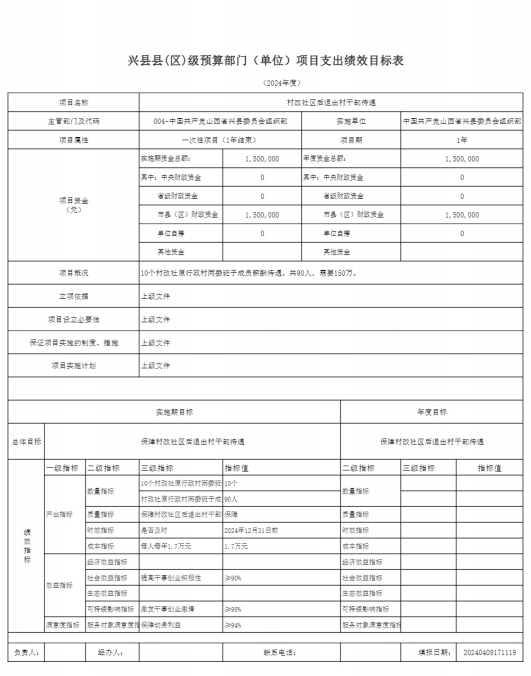 兴县县(区)级预算部门（单位）项目支出绩效目标表
（2024年度）
项目名称 村改社区后退出村干部待遇
主管部门及代码 004-中国共产党山西省兴县委员会组织部 实施单位 中国共产党山西省兴县委员会组织部
项目属性 一次性项目（1年结束） 项目期 1年
项目资金（元）
实施期资金总额： 1,500,000 年度资金总额： 1,500,000
其中：中央财政资金 0 其中：中央财政资金 0
省级财政资金 0 省级财政资金 0
市县（区）财政资金 1,500,000 市县（区）财政资金 1,500,000
单位自筹 0 单位自筹 0
其他资金 其他资金
项目概况 10个村改社原行政村两委班子成员薪酬待遇，共90人，需要150万。
立项依据 上级文件
项目设立必要性 上级文件
保证项目实施的制度、措施 上级文件
项目实施计划 上级文件
实施期目标 年度目标
总体目标 保障村改社区后退出村干部待遇 保障村改社区后退出村干部待遇
绩效指标
一级指标 二级指标 三级指标 指标值 二级指标 三级指标 指标值
产出指标 数量指标 10个村改社原行政村两委班 10个 数量指标
村改社原行政村两委班子成 90人
质量指标 保障村改社区后退出村干部 保障 质量指标
时效指标 是否及时 2024年12月31日前 时效指标
成本指标 每人每年1.7万元 1.7万元 成本指标
效益指标 经济效益指标 经济效益指标
社会效益指标 提高干事创业积极性 ≥90% 社会效益指标
生态效益指标 生态效益指标
可持续影响指标 激发干事创业激情 ≥98% 可持续影响指标
满意度指标 服务对象满意度指 保障切身利益 ≥94% 服务对象满意度指
负责人： 经办人： 联系电话： 填报日期： 20240408171119